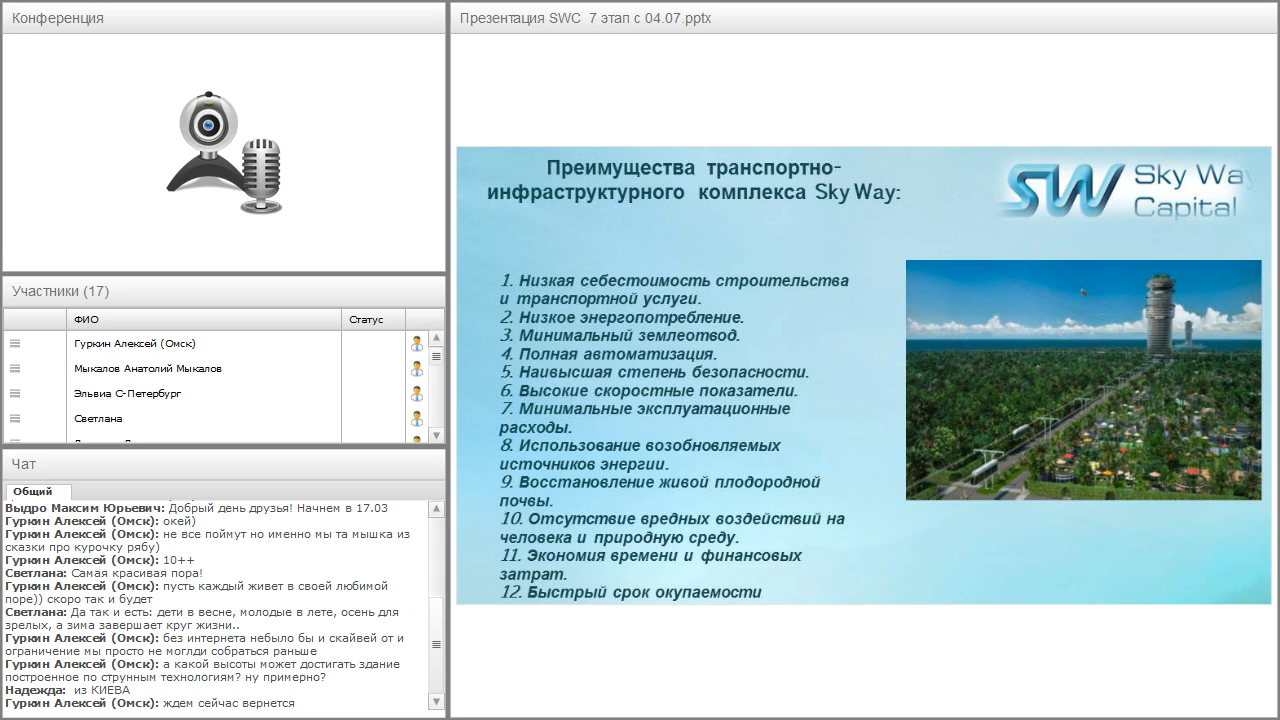 Конференция
Участники (17)
ФИО
Статус
Гуркин Алексей (Омск)
Мыкалов Анатолий Мыкалов
Эльвиа С-Петербург
Светлана
Чат
Общий
Выдро Максим Юрьевич: Добрый день друзья! Начнем в 17.03
Гуркин Алексей (Омск): окей)
Гуркин Алексей (Омск): не все поймут но именно мы та мышка из
сказки про курочку рябу)
Гуркин Алексей (Омск): 10++
Светлана: Самая красивая пора!
Гуркин Алексей (Омск): пусть каждый живет в своей любимой
поре)) скоро так и будет
Светлана: Да так и есть: дети в весне, молодые в лете, осень для
зрелых, а зима завершает круг жизни..
Гуркин Алексей (Омск): без интернета небыло бы и скайвей от и
ограничение мы просто не моглди собраться раньше
Гуркин Алексей (Омск): а какой высоты может достигать здание
построенное по струнным технологиям? ну примерно?
Надежда: из КИЕВА
Гуркин Алексей (Омск): ждем сейчас вернется
Презентация SWC 7 этап с 04.07.pptx
Преимущества транспортно-
инфраструктурного комплекса Sky Way:
SW Sky Way
Capital
1. Низкая себестоимость строительства
и транспортной услуги.
2. Низкое энергопотребление.
3. Минимальный землеотвод.
4. Полная автоматизация.
5. Наивысшая степень безопасности.
6. Высокие скоростные показатели.
7. Минимальные эксплуатационные
расходы.
8. Использование возобновляемых
источников энергии.
9. Восстановление живой плодородной
почвы.
10. Отсутствие вредных воздействий на
человека и природную среду.
11. Экономия времени и финансовых
затрат.
12. Быстрый срок окупаемости